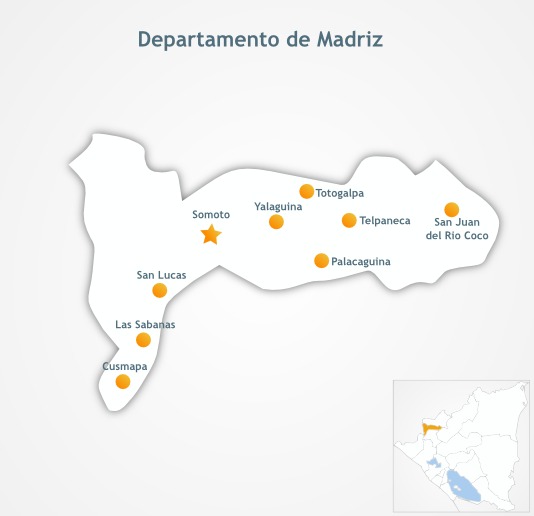 Departamento de Madriz
Totogalpa
Yalaguina
Somoto
Telpaneca
San Juan
del Rio Coco
Palacaguina
San Lucas
Las Sabanas
Cusmapa